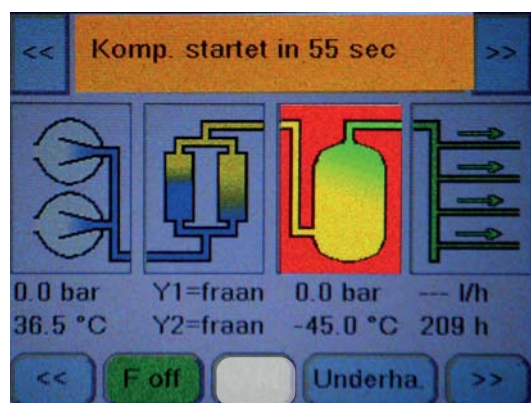 << Komp. startet in 55 sec >>
0.0 bar Y1=fraan 0.0 bar --- l/h
36.5 °C Y2=fraan -45.0 °C 209 h
<< F off Underha. >>